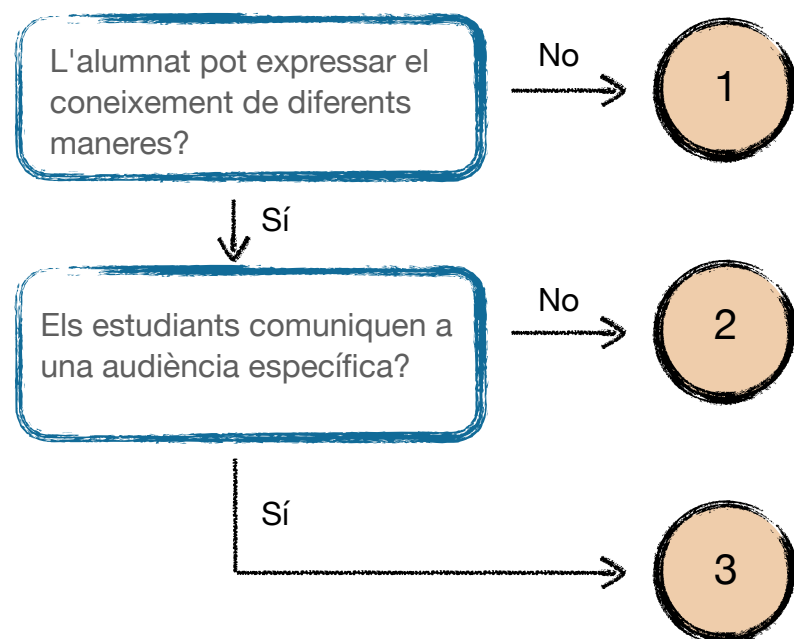 L'alumnat pot expressar el
coneixement de diferents
maneres?
No
1
Sí
Els estudiants comuniquen a
una audiència específica?
No
2
Sí
3